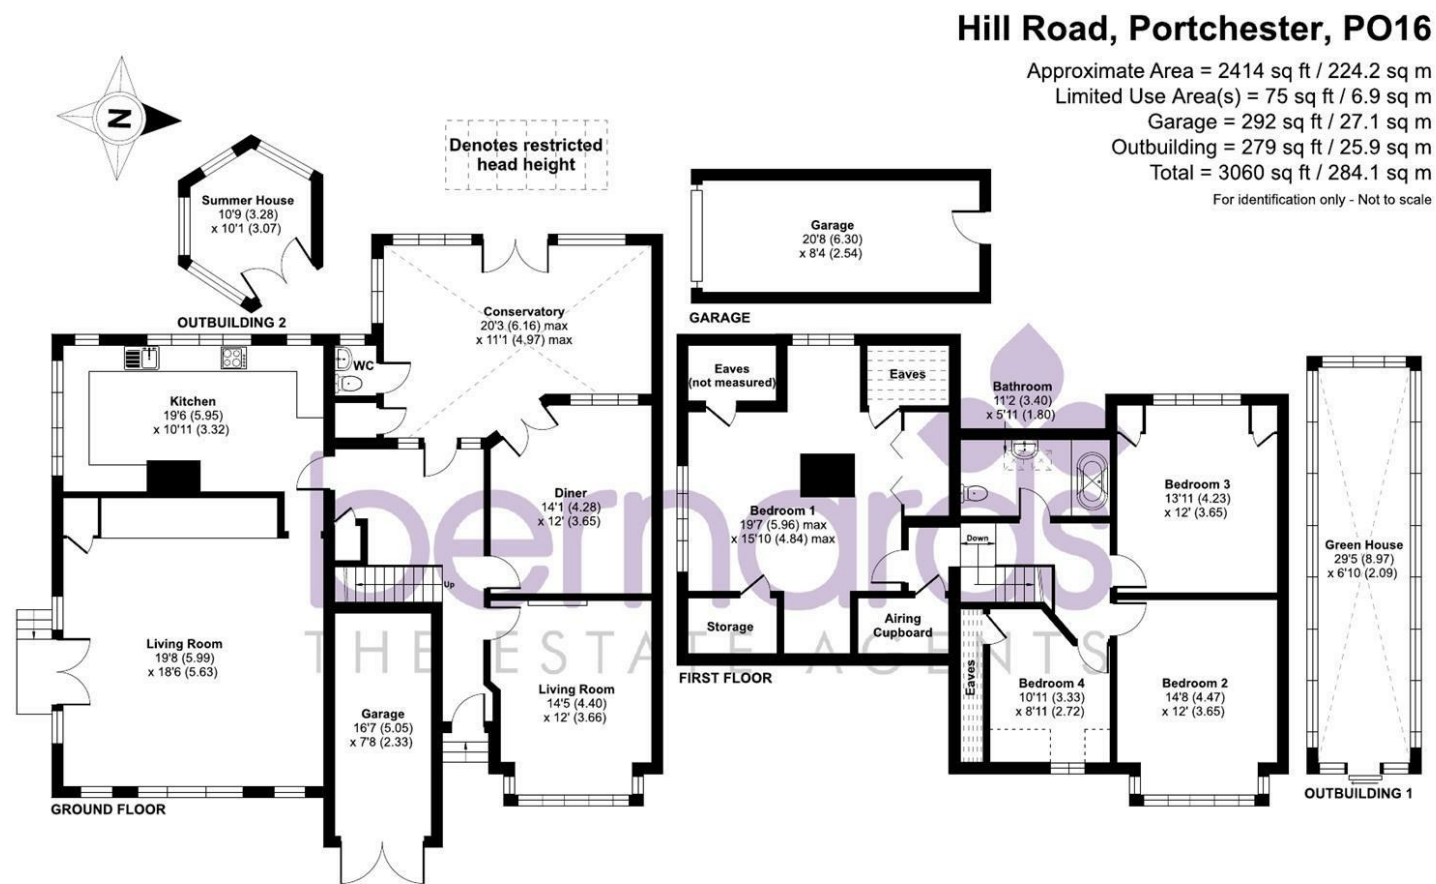 Hill Road, Portchester, PO16
Approximate Area = 2414 sq ft / 224.2 sq m
Limited Use Area(s) = 75 sq ft / 6.9 sq m
Garage = 292 sq ft / 27.1 sq m
Outbuilding = 279 sq ft / 25.9 sq m
Total = 3060 sq ft / 284.1 sq m
For identification only - Not to scale
N
Denotes restricted
head height
Summer House
10'9 (3.28)
x 10'1 (3.07)
OUTBUILDING 2
Garage
20'8 (6.30)
x 8'4 (2.54)
GARAGE
Conservatory
20'3 (6.16) max
x 11'1 (4.97) max
WC
Kitchen
19'6 (5.95)
x 10'11 (3.32)
Diner
14'1 (4.28)
x 12' (3.65)
Up
Living Room
19'8 (5.99)
x 18'6 (5.63)
Garage
16'7 (5.05)
x 7'8 (2.33)
Living Room
14'5 (4.40)
x 12' (3.66)
GROUND FLOOR
Eaves
(not measured)
Eaves
Bedroom 1
19'7 (5.96) max
x 15'10 (4.84) max
Storage
Airing
Cupboard
FIRST FLOOR
Bathroom
11'2 (3.40)
x 5'11 (1.80)
Down
Bedroom 3
13'11 (4.23)
x 12' (3.65)
Eaves
Bedroom 4
10'11 (3.33)
x 8'11 (2.72)
Bedroom 2
14'8 (4.47)
x 12' (3.65)
Green House
29'5 (8.97)
x 6'10 (2.09)
OUTBUILDING 1
bernards
THE ESTATE AGENTS